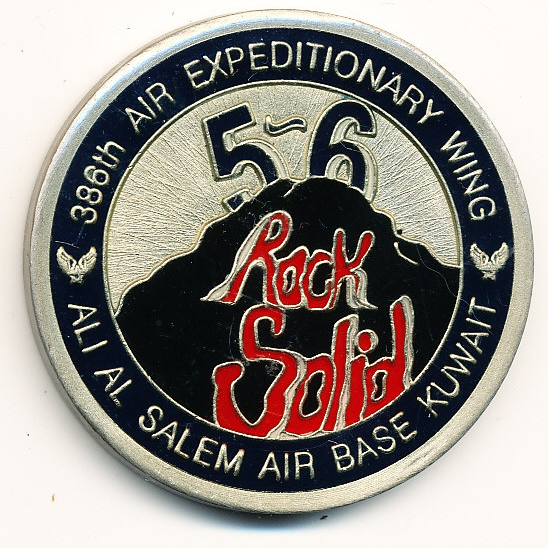 386th AIR EXPEDITIONARY WING
5-6
Rock
Solid
ALI AL SALEM AIR BASE KUWAIT